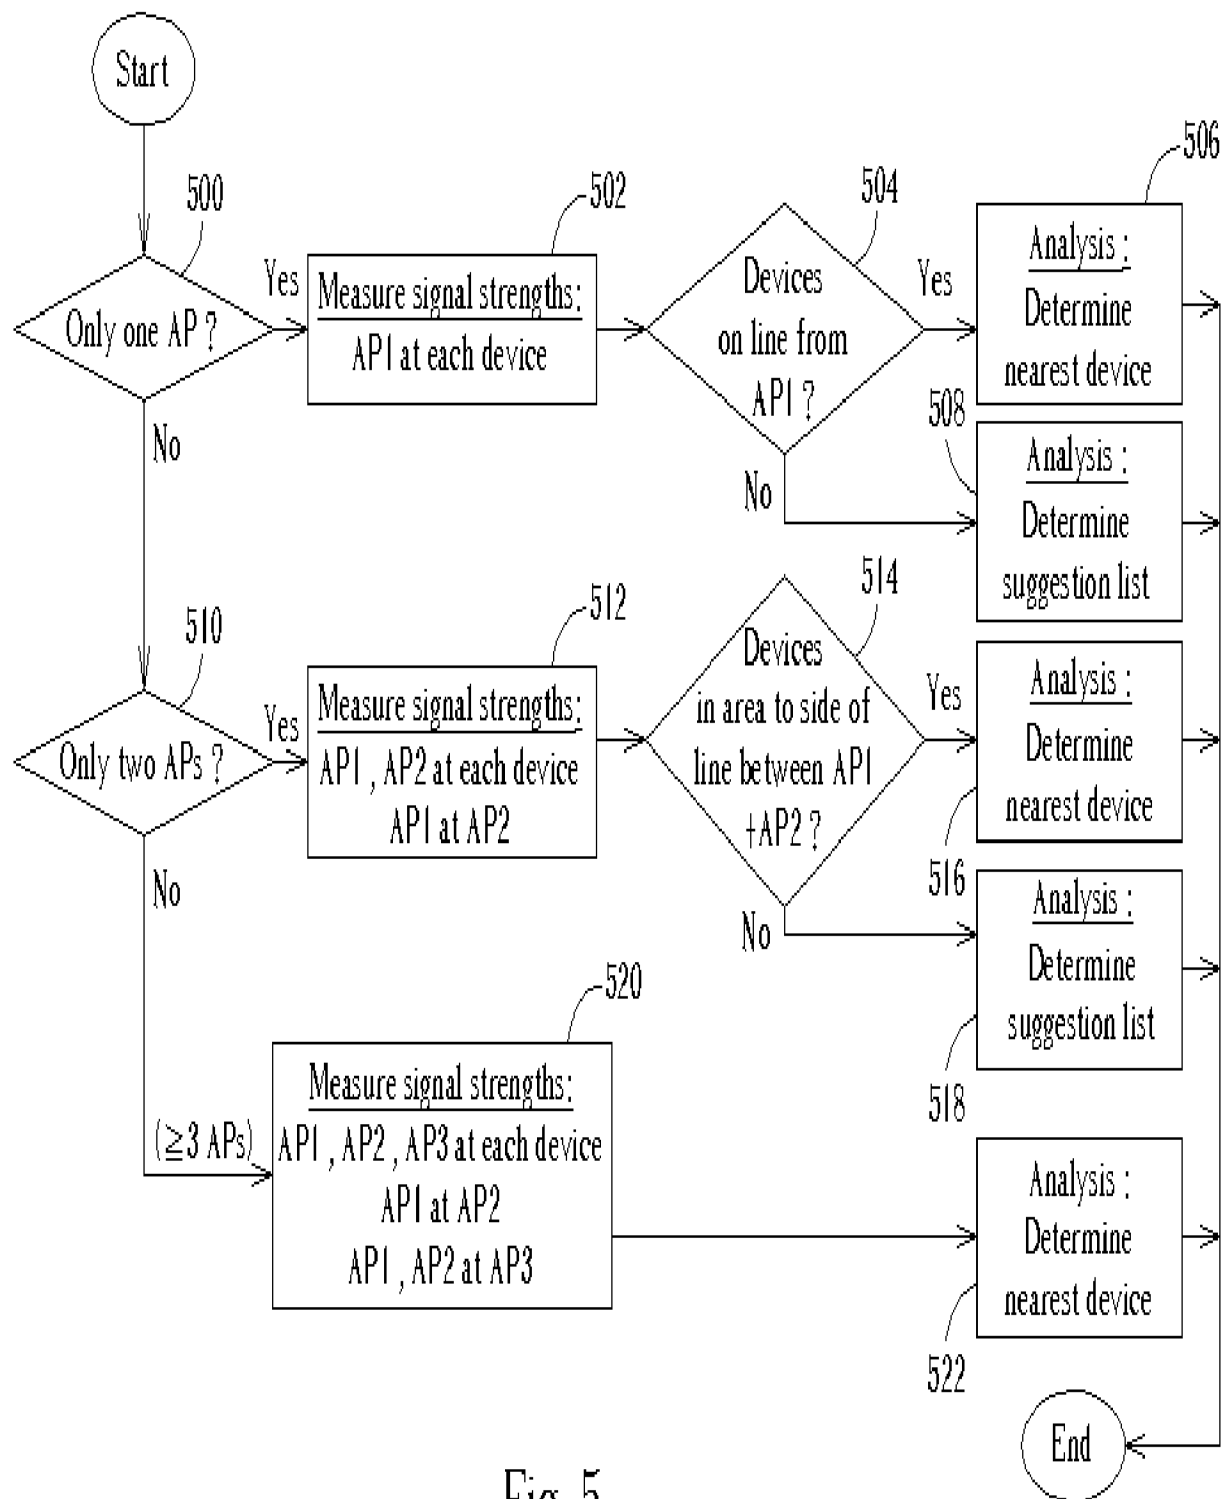 Start
500
Only one AP ?
Yes
No
502
Measure signal strengths:
AP1 at each device
504
Devices
on line from
AP1 ?
Yes
No
506
Analysis :
Determine
nearest device
508
Analysis :
Determine
suggestion list
510
Only two APs ?
Yes
No
512
Measure signal strengths:
AP1 , AP2 at each device
AP1 at AP2
514
Devices
in area to side of
line between AP1
+AP2 ?
Yes
No
Analysis :
Determine
nearest device
516
Analysis :
Determine
suggestion list
518
(≥3 APs)
520
Measure signal strengths:
AP1 , AP2 , AP3 at each device
AP1 at AP2
AP1 , AP2 at AP3
Analysis :
Determine
nearest device
522
End
Fig. 5